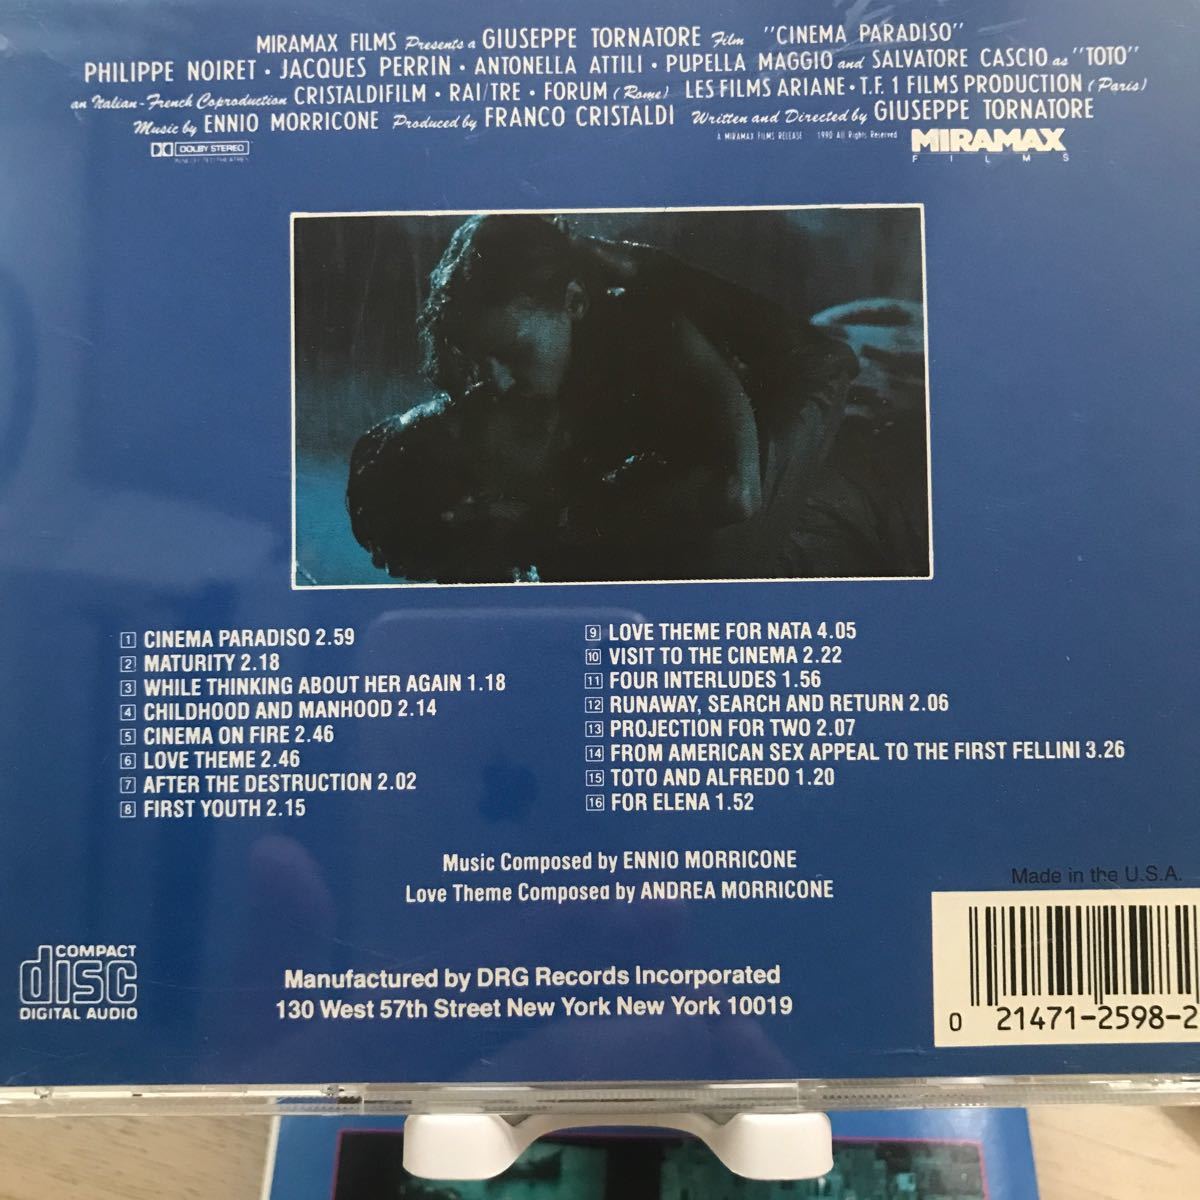 MIRAMAX FILMS Presents a GIUSEPPE TORNATORE Film "CINEMA PARADISO"
PHILIPPE NOIRET · JACQUES PERRIN · ANTONELLA ATTILI · PUPELLA MAGGIO and SALVATORE CASCIO as "TOTO"
an Italian-French Coproduction CRISTALDIFILM · RAI/TRE · FORUM (Rome) LES FILMS ARIANE · T.F. 1 FILMS PRODUCTION (Paris)
Music by ENNIO MORRICONE Produced by FRANCO CRISTALDI Written and Directed by GIUSEPPE TORNATORE
DOLBY STEREO
A MIRAMAX FILMS RELEASE 1990 All Rights Reserved
MIRAMAX
FILMS
1 CINEMA PARADISO 2.59
2 MATURITY 2.18
3 WHILE THINKING ABOUT HER AGAIN 1.18
4 CHILDHOOD AND MANHOOD 2.14
5 CINEMA ON FIRE 2.46
6 LOVE THEME 2.46
7 AFTER THE DESTRUCTION 2.02
8 FIRST YOUTH 2.15
9 LOVE THEME FOR NATA 4.05
10 VISIT TO THE CINEMA 2.22
11 FOUR INTERLUDES 1.56
12 RUNAWAY, SEARCH AND RETURN 2.06
13 PROJECTION FOR TWO 2.07
14 FROM AMERICAN SEX APPEAL TO THE FIRST FELLINI 3.26
15 TOTO AND ALFREDO 1.20
16 FOR ELENA 1.52
Music Composed by ENNIO MORRICONE
Love Theme Composed by ANDREA MORRICONE
Made in the U.S.A.
COMPACT
disc
DIGITAL AUDIO
Manufactured by DRG Records Incorporated
130 West 57th Street New York New York 10019
0 21471-2598-2